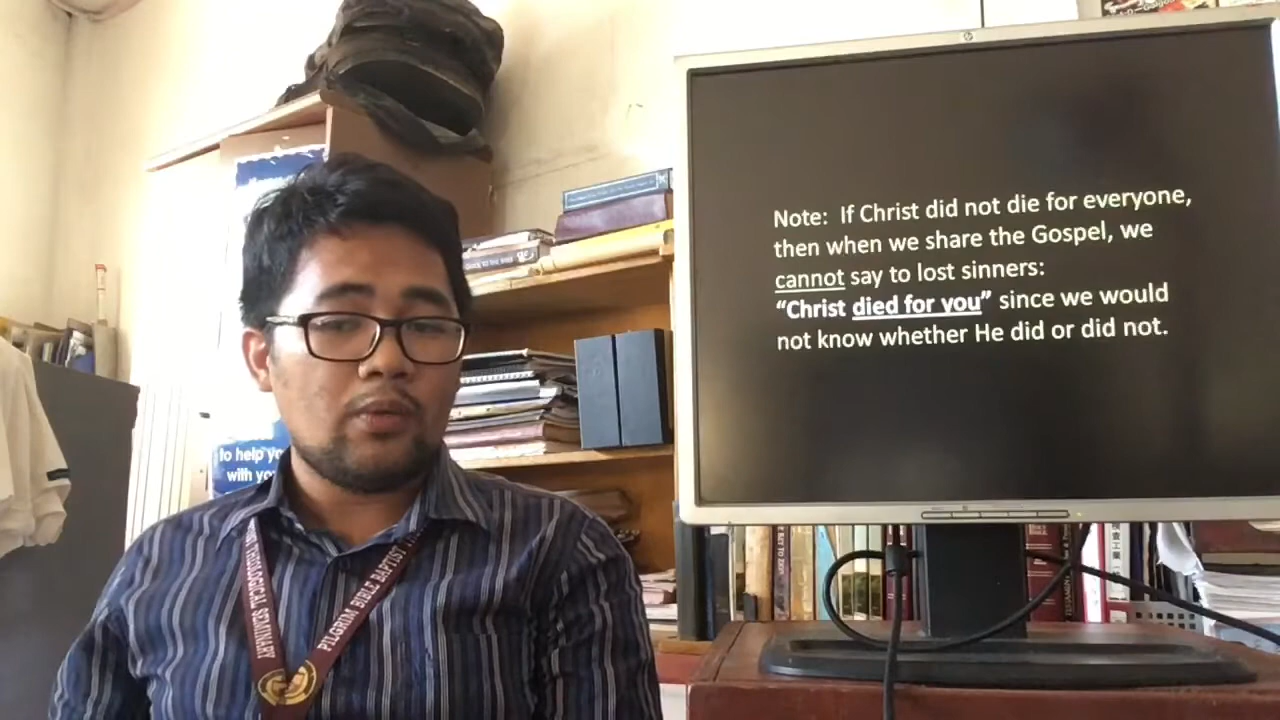 Note:  If Christ did not die for everyone,
then when we share the Gospel, we
cannot say to lost sinners:
“Christ died for you” since we would
not know whether He did or did not.
to help yo
with yo
THEOLOGICAL SEMINARY
PILGRIM BIBLE BAPTIST
hp